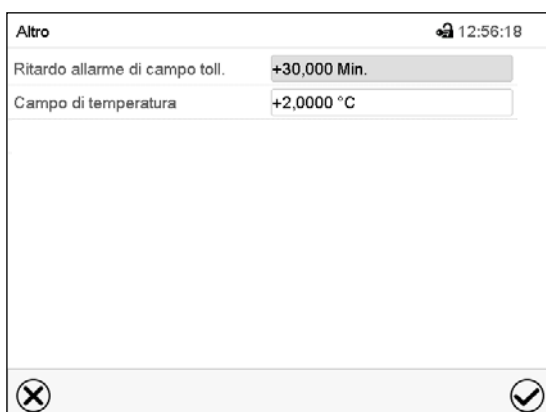 Altro 12:56:18
Ritardo allarme di campo toll. +30,000 Min.
Campo di temperatura +2,0000 °C